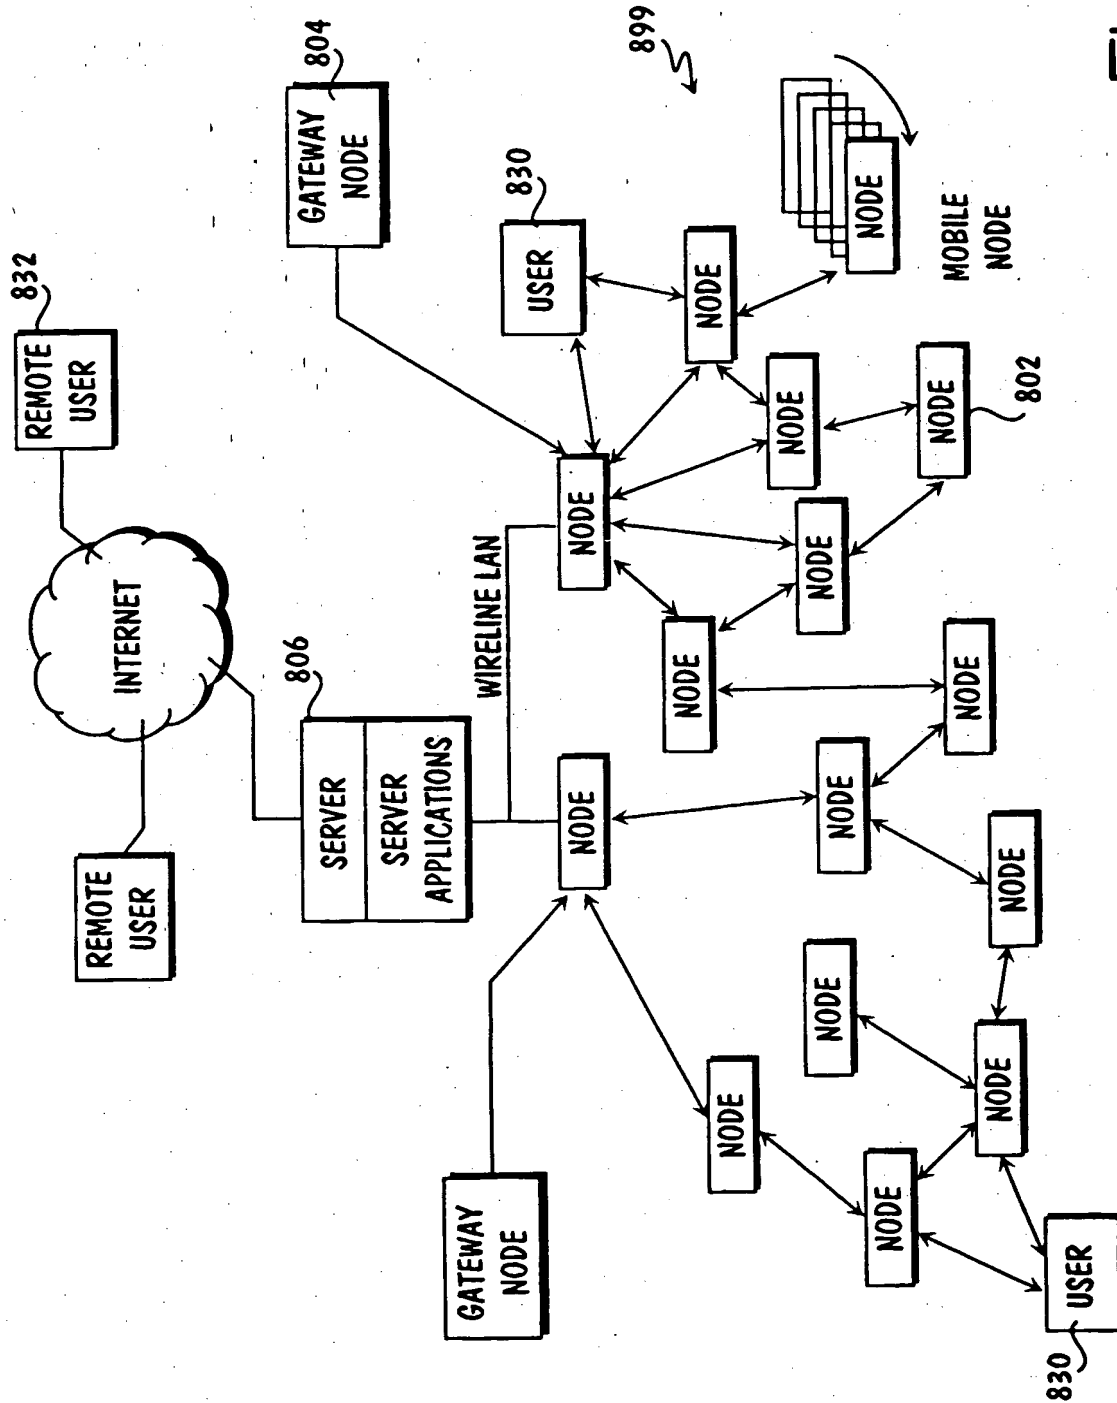 832
REMOTE
USER
REMOTE
USER
INTERNET
804
GATEWAY
NODE
806
SERVER
SERVER
APPLICATIONS
GATEWAY
NODE
WIRELINE LAN
830
USER
NODE
NODE
899
NODE
NODE
NODE
NODE
NODE
NODE
NODE
NODE
MOBILE
NODE
NODE
NODE
802
NODE
NODE
NODE
830
USER